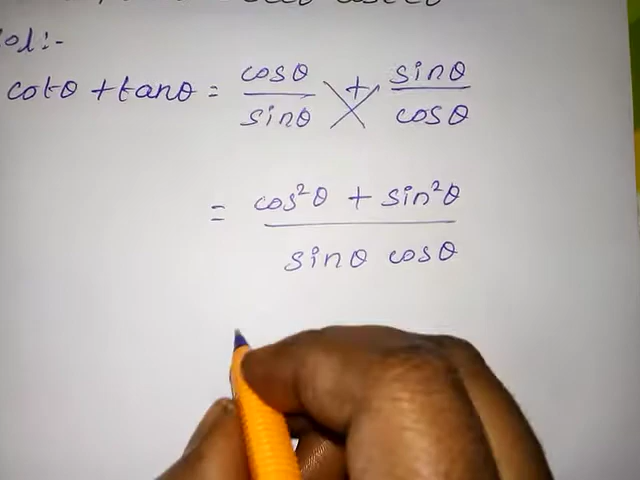 Sol:-
cotθ + tanθ = cosθ/sinθ + sinθ/cosθ
= cos²θ + sin²θ / sinθ cosθ